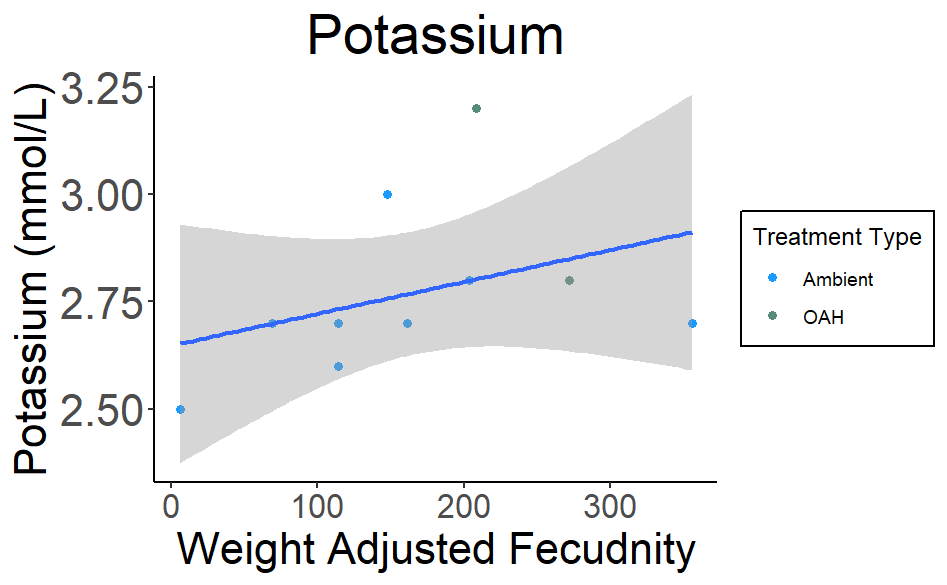 Potassium
Potassium (mmol/L)
3.25
3.00
2.75
2.50
0 100 200 300
Weight Adjusted Fecudnity
Treatment Type
Ambient
OAH